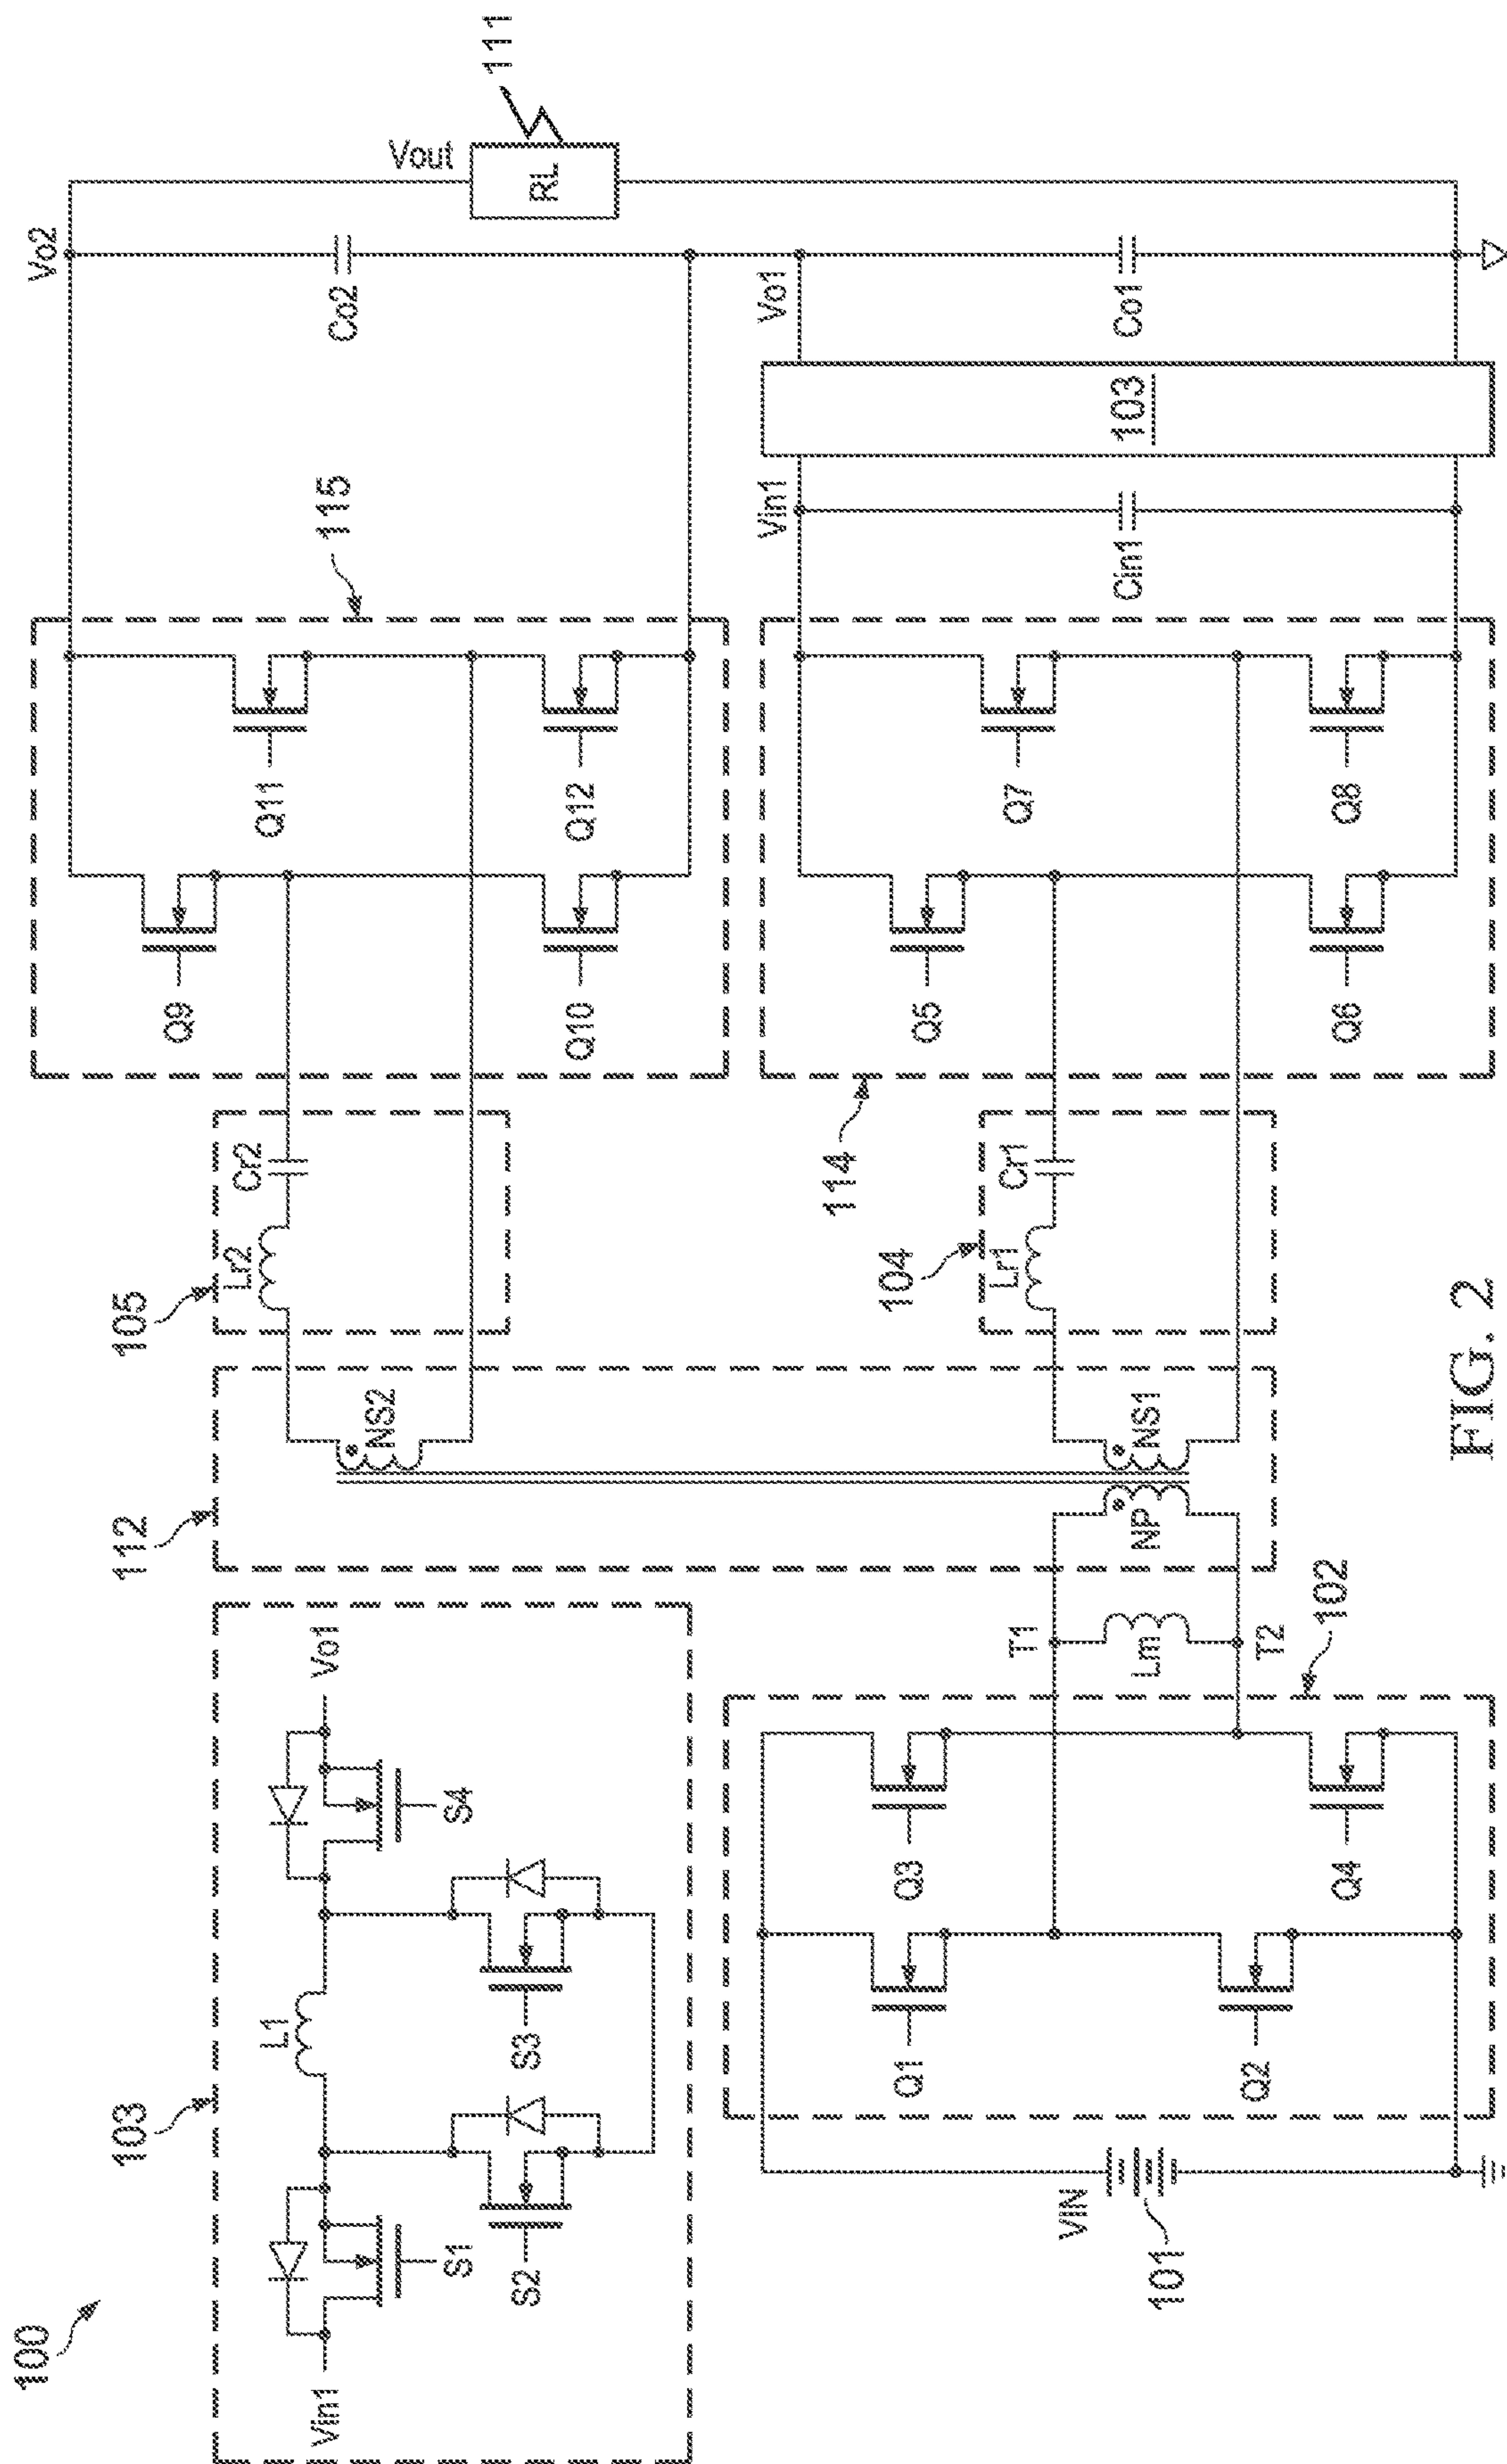 100
103
Vin1
S1
S2
L1
S3
S4
Vo1
101
VIN
Q1
Q2
Q3
Q4
102
T1
Lm
T2
112
NP
NS1
NS2
105
Lr2
Cr2
104
Lr1
Cr1
114
115
Q9
Q10
Q11
Q12
Q5
Q6
Q7
Q8
Vin1
Cin1
103
Vo1
Co1
Vo2
Co2
Vout
RL
111
FIG. 2